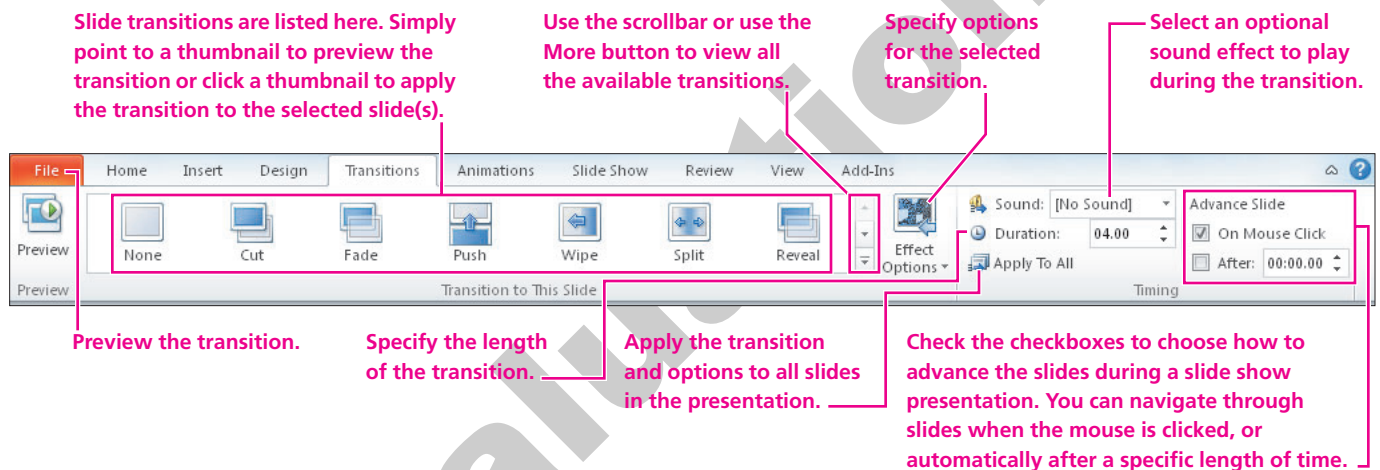 Slide transitions are listed here. Simply
point to a thumbnail to preview the
transition or click a thumbnail to apply
the transition to the selected slide(s).
Use the scrollbar or use the
More button to view all
the available transitions.
Specify options
for the selected
transition.
Select an optional
sound effect to play
during the transition.
File Home Insert Design Transitions Animations Slide Show Review View Add-Ins
Preview
None Cut Fade Push Wipe Split Reveal
Effect
Options
Sound: [No Sound]
Duration: 04.00
Apply To All
Advance Slide
On Mouse Click
After: 00:00.00
Preview Transition to This Slide Timing
Preview the transition.
Specify the length
of the transition.
Apply the transition
and options to all slides
in the presentation.
Check the checkboxes to choose how to
advance the slides during a slide show
presentation. You can navigate through
slides when the mouse is clicked, or
automatically after a specific length of time.